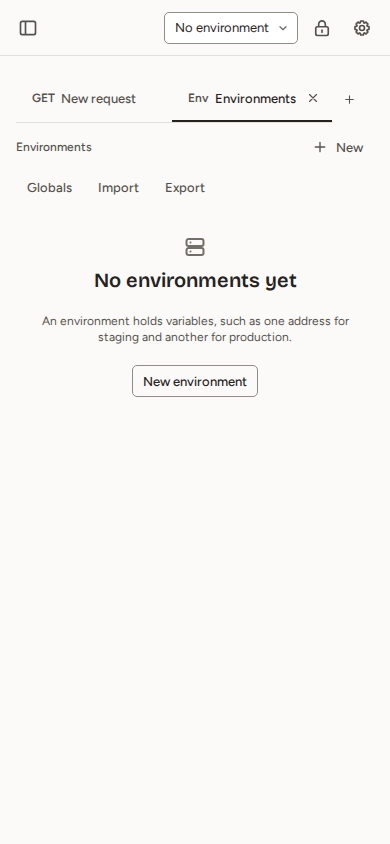 No environment
GET New request
Env Environments
Environments
New
Globals
Import
Export
No environments yet
An environment holds variables, such as one address for
staging and another for production.
New environment